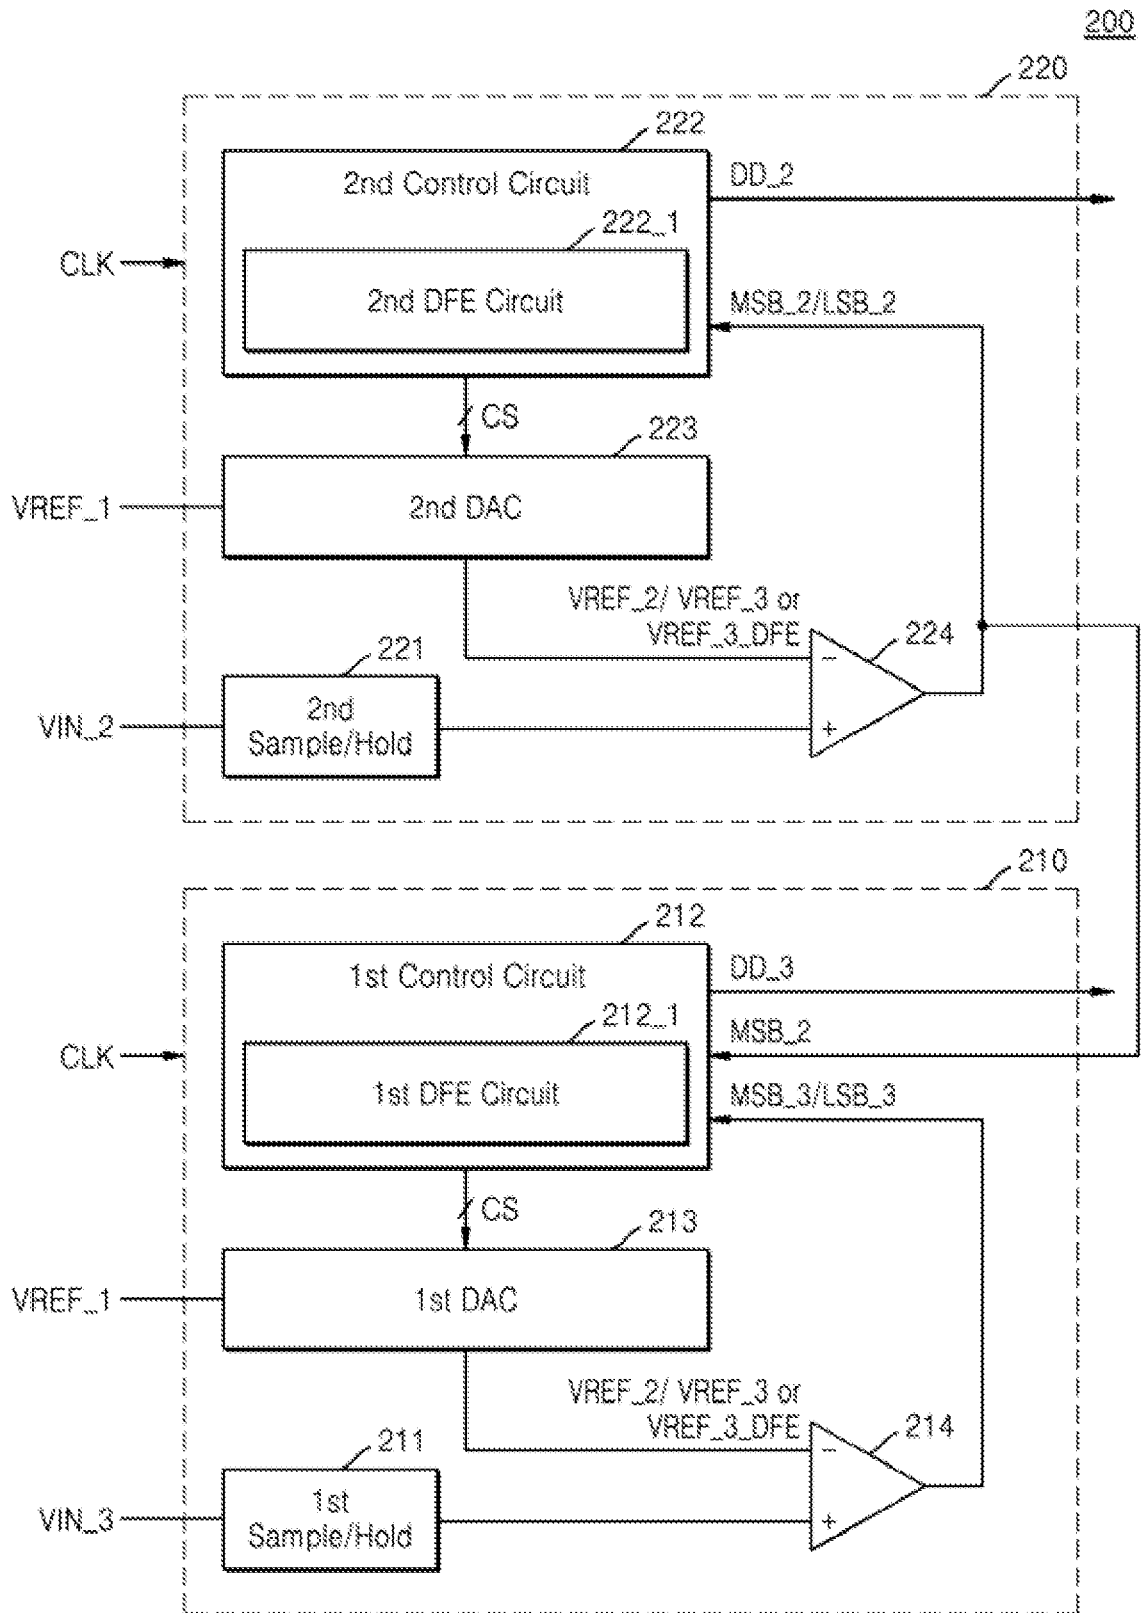 200
220
222
2nd Control Circuit
DD_2
222_1
CLK
2nd DFE Circuit
MSB_2/LSB_2
CS
223
VREF_1
2nd DAC
VREF_2/ VREF_3 or
VREF_3_DFE
224
221
VIN_2
2nd
Sample/Hold
-
+
210
212
1st Control Circuit
DD_3
212_1
CLK
MSB_2
1st DFE Circuit
MSB_3/LSB_3
CS
213
VREF_1
1st DAC
VREF_2/ VREF_3 or
VREF_3_DFE
214
211
VIN_3
1st
Sample/Hold
-
+